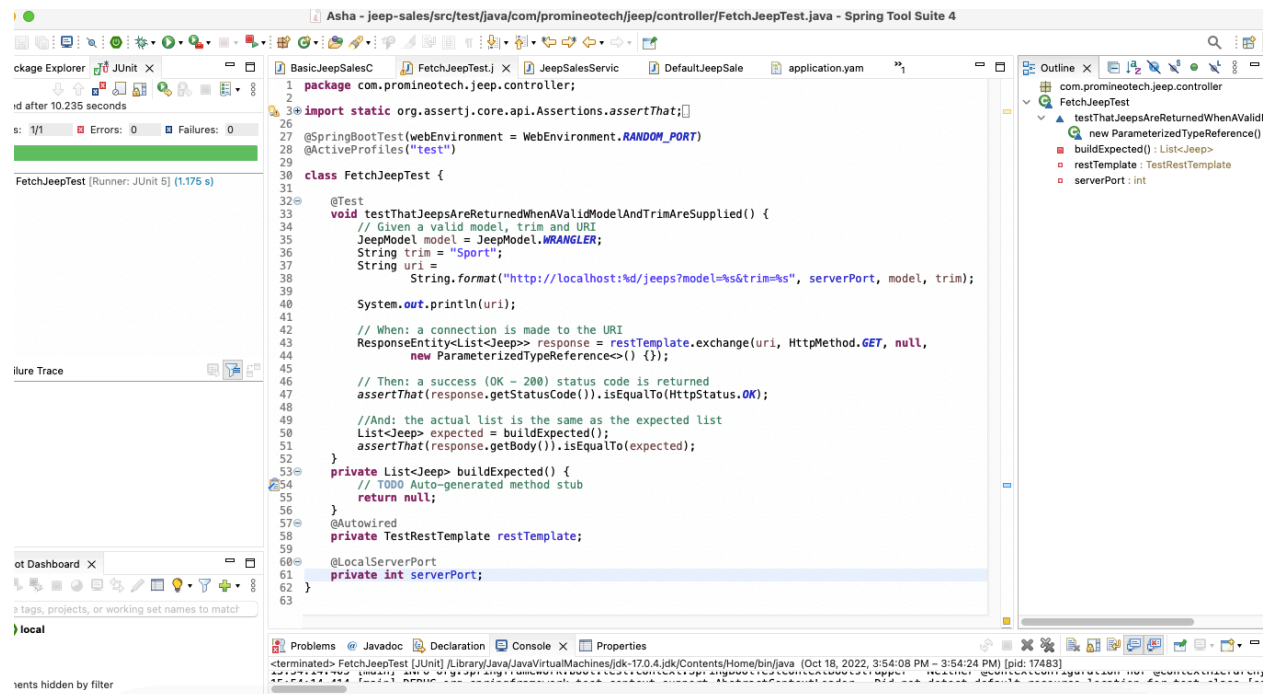 Asha - jeep-sales/src/test/java/com/promineotech/jeep/controller/FetchJeepTest.java - Spring Tool Suite 4
ckage Explorer JUnit
BasicJeepSalesC FetchJeepTest.j JeepSalesServic DefaultJeepSale application.yam »1
Outline
ed after 10.235 seconds
s: 1/1 Errors: 0 Failures: 0
FetchJeepTest [Runner: JUnit 5] (1.175 s)
ilure Trace
ot Dashboard
e tags, projects, or working set names to match
local
nents hidden by filter
1 package com.promineotech.jeep.controller;
2
3 import static org.assertj.core.api.Assertions.assertThat;
26
27 @SpringBootTest(webEnvironment = WebEnvironment.RANDOM_PORT)
28 @ActiveProfiles("test")
29
30 class FetchJeepTest {
31
32 @Test
33 void testThatJeepsAreReturnedWhenAValidModelAndTrimAreSupplied() {
34 // Given a valid model, trim and URI
35 JeepModel model = JeepModel.WRANGLER;
36 String trim = "Sport";
37 String uri =
38 String.format("http://localhost:%d/jeeps?model=%s&trim=%s", serverPort, model, trim);
39
40 System.out.println(uri);
41
42 // When: a connection is made to the URI
43 ResponseEntity<List<Jeep>> response = restTemplate.exchange(uri, HttpMethod.GET, null,
44 new ParameterizedTypeReference<>() {});
45
46 // Then: a success (OK - 200) status code is returned
47 assertThat(response.getStatusCode()).isEqualTo(HttpStatus.OK);
48
49 //And: the actual list is the same as the expected list
50 List<Jeep> expected = buildExpected();
51 assertThat(response.getBody()).isEqualTo(expected);
52 }
53 private List<Jeep> buildExpected() {
54 // TODO Auto-generated method stub
55 return null;
56 }
57 @Autowired
58 private TestRestTemplate restTemplate;
59
60 @LocalServerPort
61 private int serverPort;
62 }
63
com.promineotech.jeep.controller
FetchJeepTest
testThatJeepsAreReturnedWhenAValidI
new ParameterizedTypeReference()
buildExpected() : List<Jeep>
restTemplate : TestRestTemplate
serverPort : int
Problems Javadoc Declaration Console Properties
<terminated> FetchJeepTest [JUnit] /Library/Java/JavaVirtualMachines/jdk-17.0.4.jdk/Contents/Home/bin/java (Oct 18, 2022, 3:54:08 PM – 3:54:24 PM) [pid: 17483]